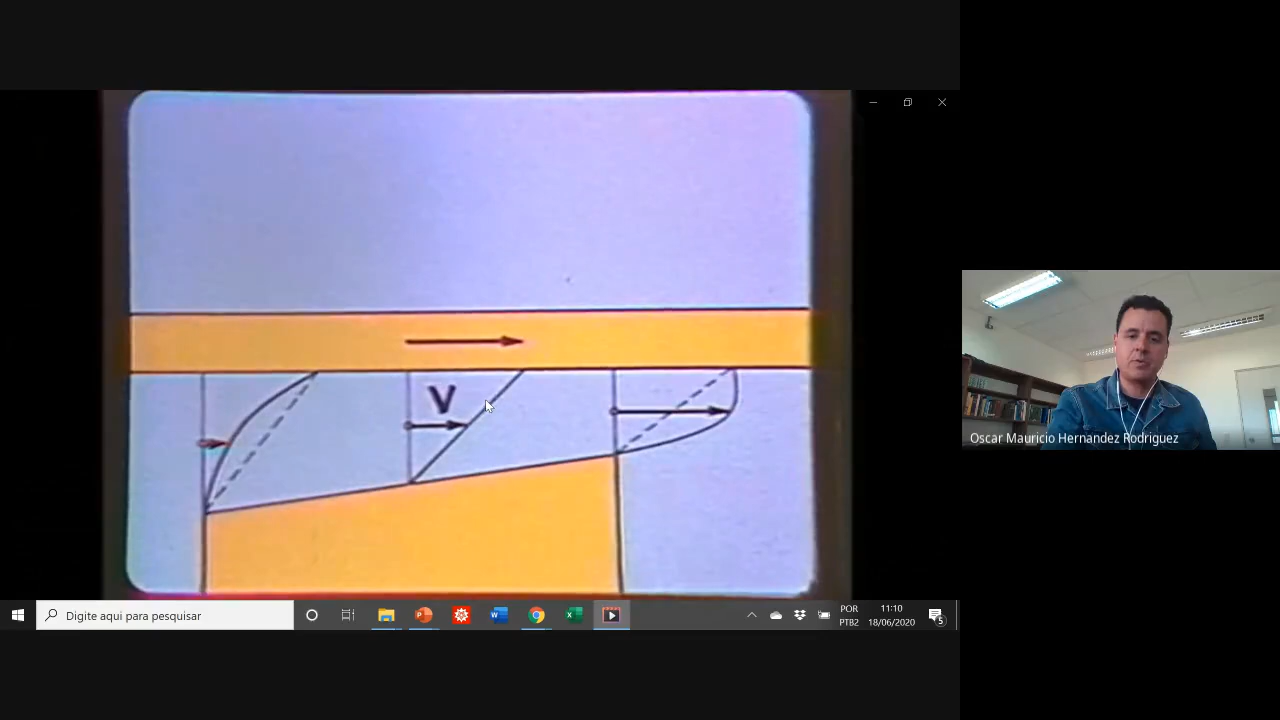 V
Oscar Mauricio Hernandez Rodriguez
Digite aqui para pesquisar
POR
PTB2
11:10
18/06/2020
5